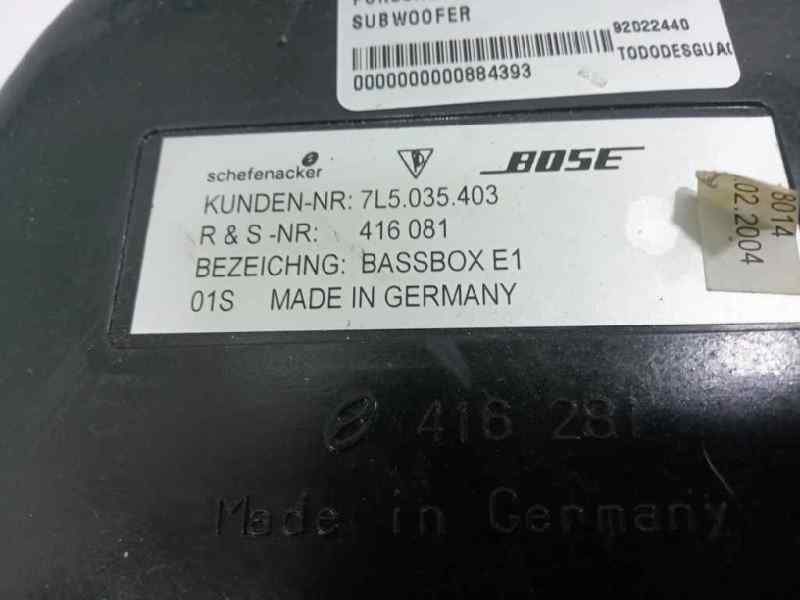 SUBWOOFER
92022440
0000000000884393
TODODESGUAC
schefenacker
BOSE
KUNDEN-NR: 7L5.035.403
R & S -NR: 416 081
BEZEICHNG: BASSBOX E1
01S MADE IN GERMANY
8014
.02.2004
416 281
Made in Germany